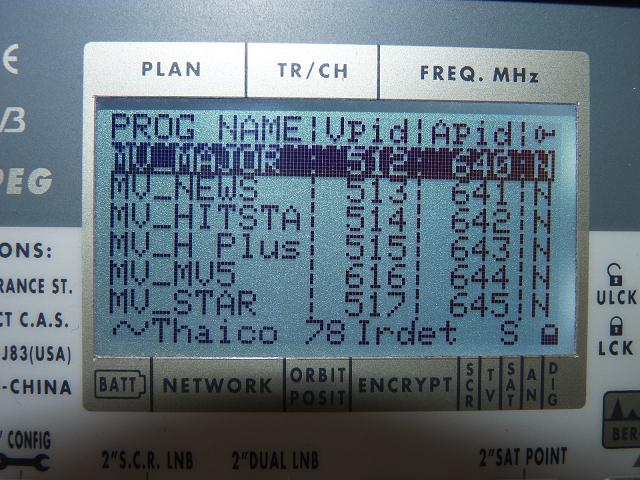 PLAN TR/CH FREQ. MHz
PROG NAME|Vpid|APid|
MV_MAJOR | 512 | 640 | N
MV_NEWS | 513 | 641 | N
MV_HITSTA | 514 | 642 | N
MV_H Plus | 515 | 643 | N
MV_MV5 | 616 | 644 | N
MV_STAR | 517 | 645 | N
~Thaico 78 Irdet S
BATT NETWORK ORBIT POSIT ENCRYPT SCR TV SAT AN DIG
PEG
ONS:
RANCE ST.
CT C.A.S.
J83(USA)
-CHINA
' CONFIG
2"S.C.R. LNB
2"DUAL LNB
2"SAT POINT
ULCK
LCK
BER